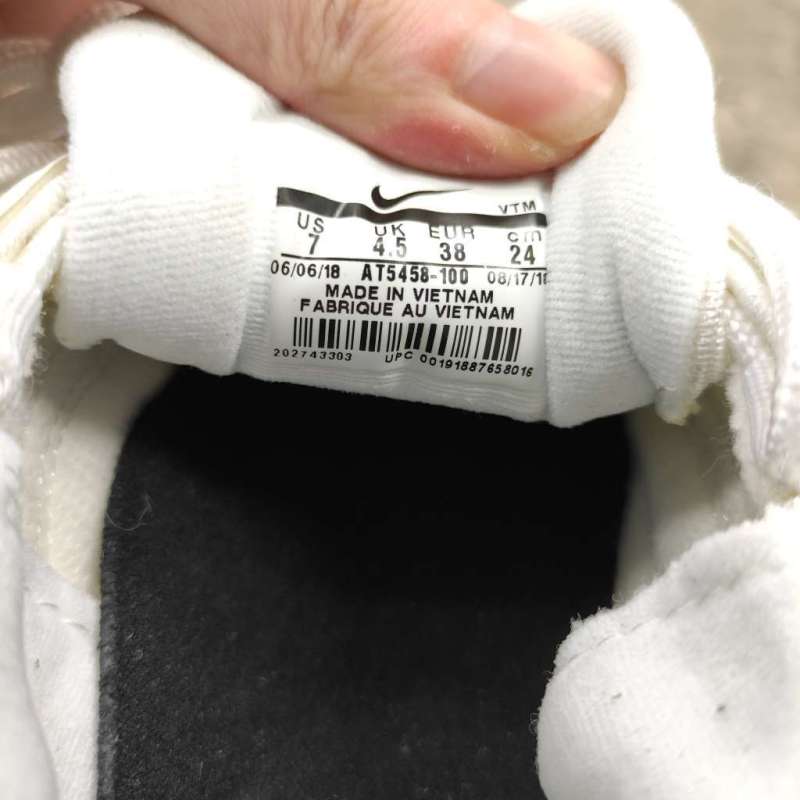 VTM
US UK EUR cm
7 4.5 38 24
06/06/18 AT5458-100 08/17/18
MADE IN VIETNAM
FABRIQUE AU VIETNAM
202743303 UPC 00191887658016